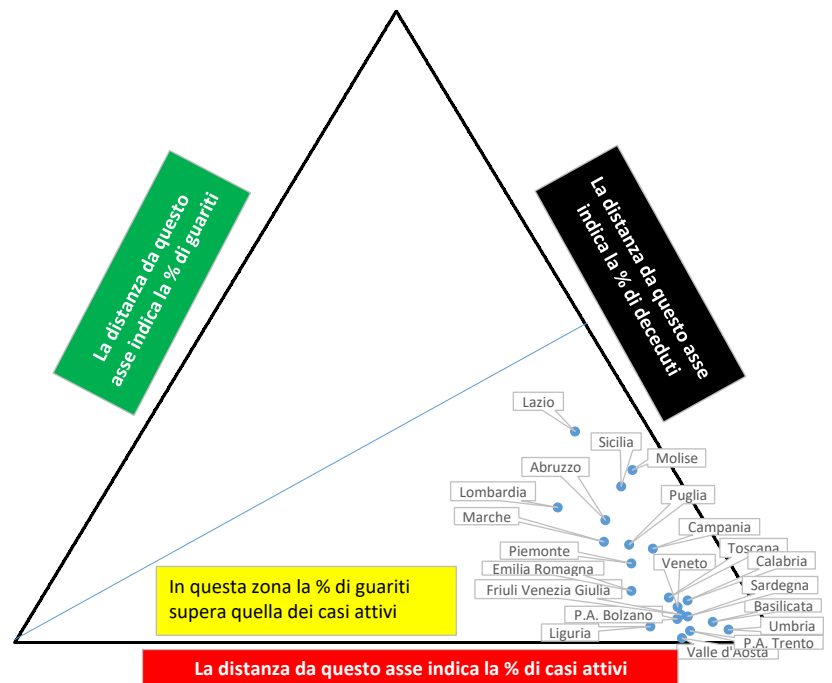 La distanza da questo
asse indica la % di guariti
La distanza da questo asse
indica la % di deceduti
Lazio
Sicilia
Molise
Abruzzo
Lombardia
Puglia
Marche
Campania
Piemonte
Toscana
Veneto
Calabria
Emilia Romagna
Sardegna
Friuli Venezia Giulia
Basilicata
P.A. Bolzano
Umbria
Liguria
P.A. Trento
Valle d'Aosta
In questa zona la % di guariti
supera quella dei casi attivi
La distanza da questo asse indica la % di casi attivi